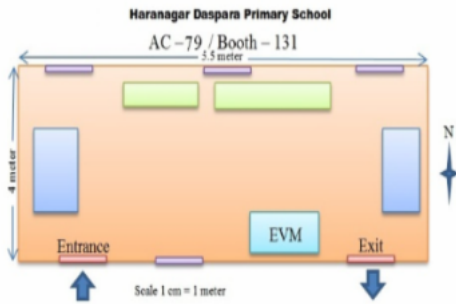 Haranagar Daspara Primary School
AC – 79 / Booth – 131
5.5 meter
4 meter
N
EVM
Entrance
Exit
Scale 1 cm = 1 meter